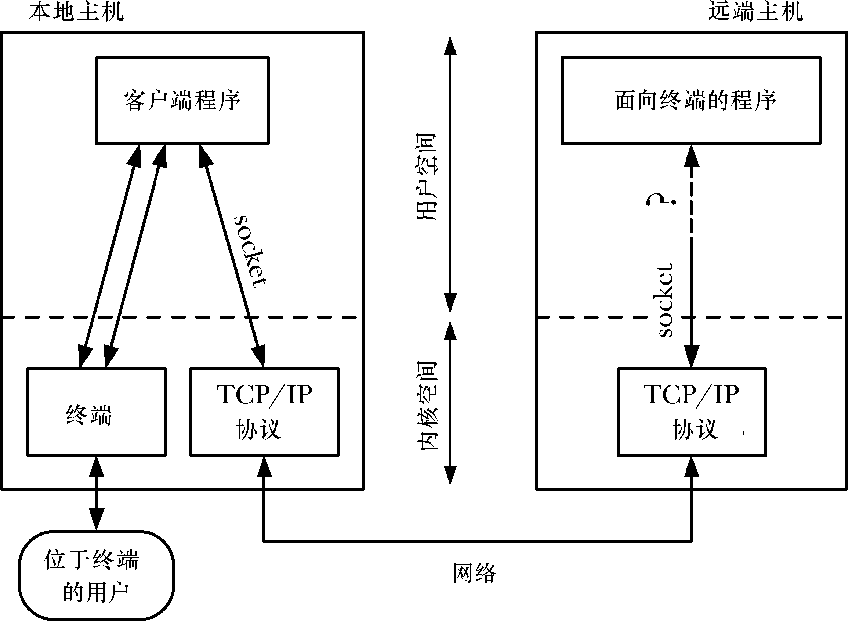 本地主机
远端主机
客户端程序
面向终端的程序
用户空间
socket
?
socket
终端
TCP/IP
协议
内核空间
TCP/IP
协议
位于终端
的用户
网络